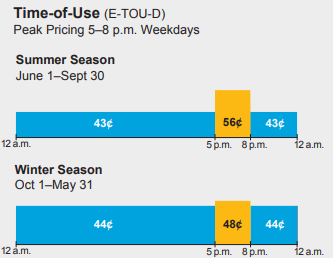 Time-of-Use (E-TOU-D)
Peak Pricing 5–8 p.m. Weekdays
Summer Season
June 1–Sept 30
43¢ 56¢ 43¢
12 a.m. 5 p.m. 8 p.m. 12 a.m.
Winter Season
Oct 1–May 31
44¢ 48¢ 44¢
12 a.m. 5 p.m. 8 p.m. 12 a.m.